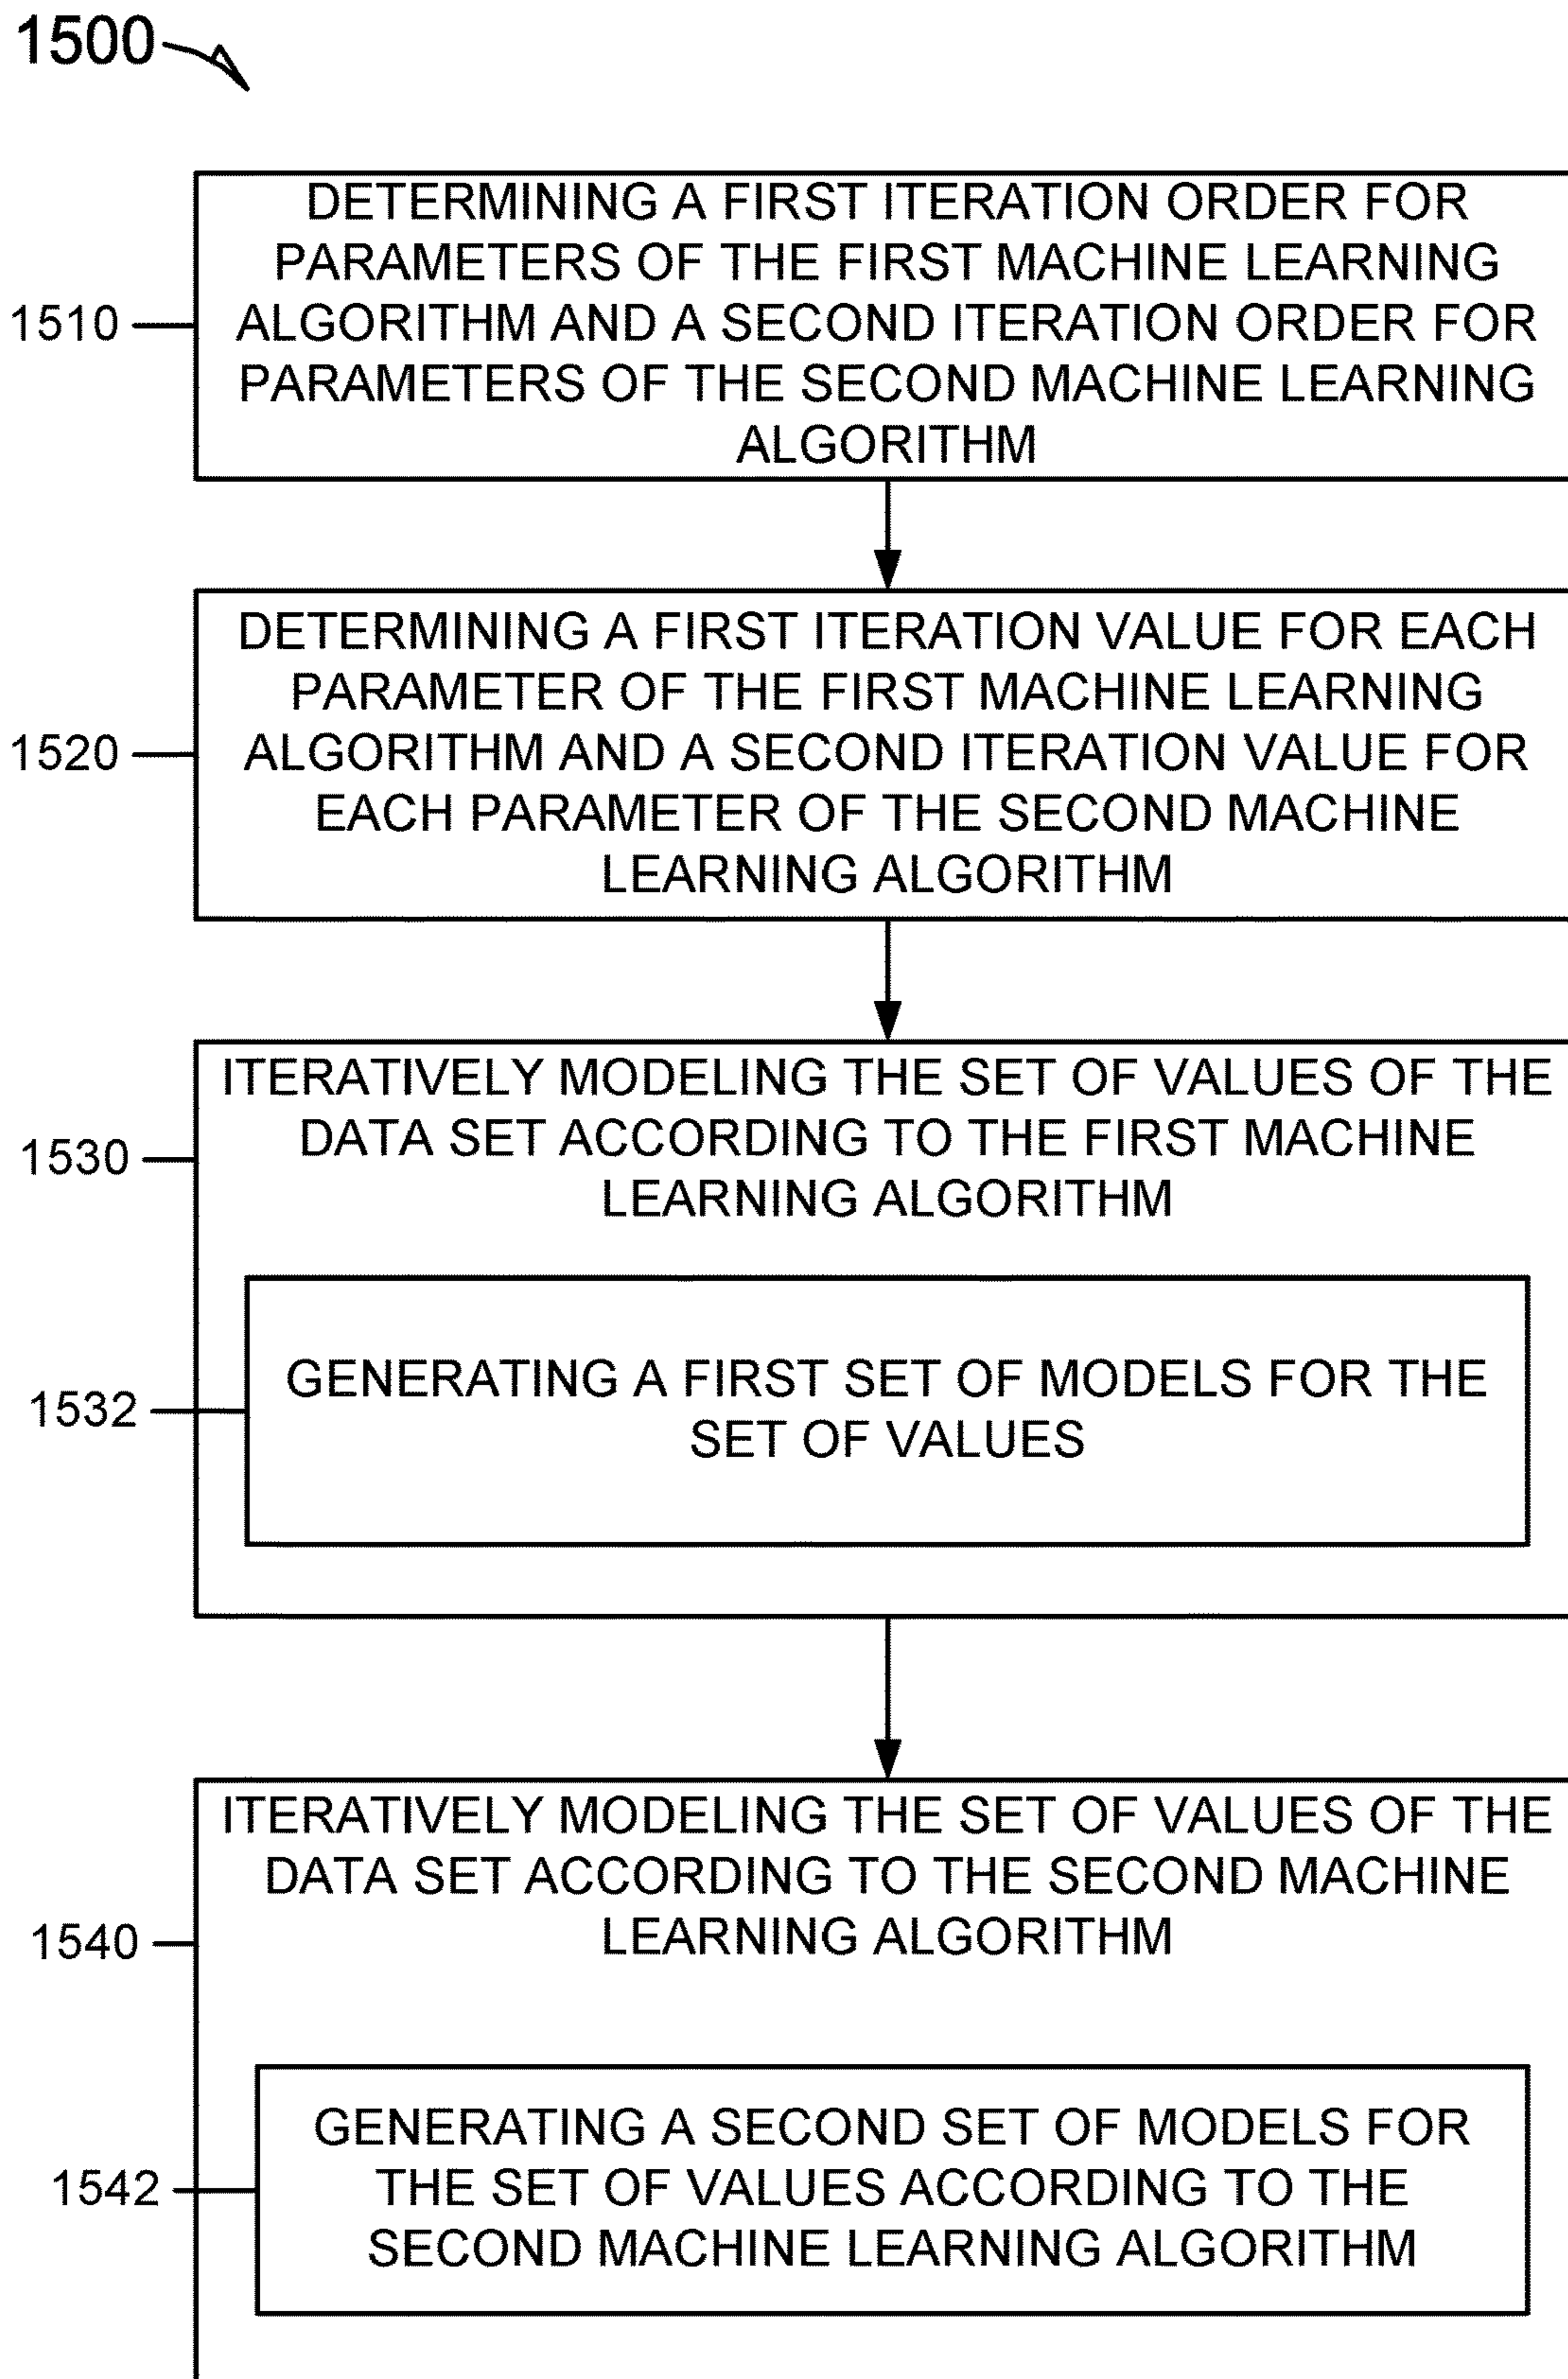 1500
DETERMINING A FIRST ITERATION ORDER FOR
PARAMETERS OF THE FIRST MACHINE LEARNING
1510
ALGORITHM AND A SECOND ITERATION ORDER FOR
PARAMETERS OF THE SECOND MACHINE LEARNING
ALGORITHM
DETERMINING A FIRST ITERATION VALUE FOR EACH
PARAMETER OF THE FIRST MACHINE LEARNING
1520
ALGORITHM AND A SECOND ITERATION VALUE FOR
EACH PARAMETER OF THE SECOND MACHINE
LEARNING ALGORITHM
ITERATIVELY MODELING THE SET OF VALUES OF THE
DATA SET ACCORDING TO THE FIRST MACHINE
1530
LEARNING ALGORITHM
GENERATING A FIRST SET OF MODELS FOR THE
1532
SET OF VALUES
ITERATIVELY MODELING THE SET OF VALUES OF THE
DATA SET ACCORDING TO THE SECOND MACHINE
1540
LEARNING ALGORITHM
GENERATING A SECOND SET OF MODELS FOR
1542
THE SET OF VALUES ACCORDING TO THE
SECOND MACHINE LEARNING ALGORITHM